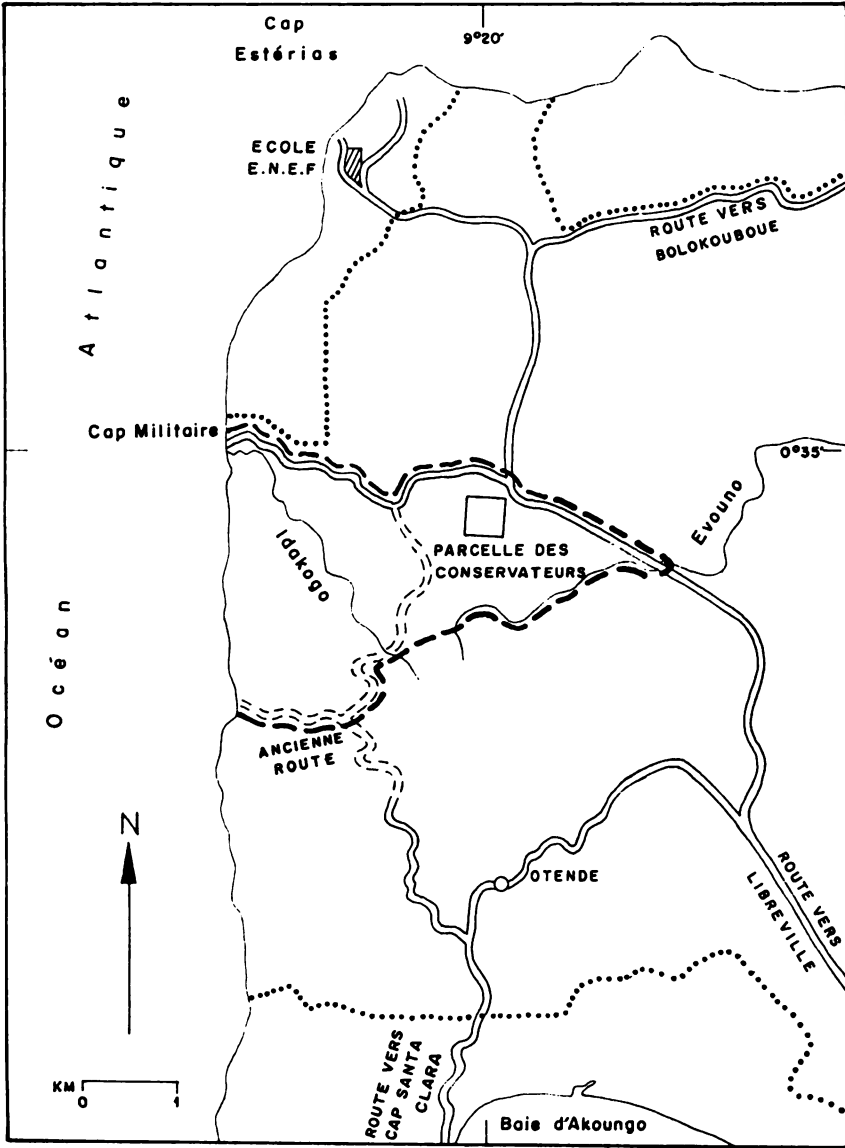 Cap
Estérias
9°20'
Atlantique
ECOLE
E.N.E.F
ROUTE VERS
BOLOKOUBOUE
Cap Militaire
0°35'
Evouno
Idakogo
PARCELLE DES
CONSERVATEURS
Océan
ANCIENNE
ROUTE
N
OTENDE
ROUTE VERS
LIBREVILLE
ROUTE VERS
CAP SANTA
CLARA
KM
0 1
Baie d'Akoungo